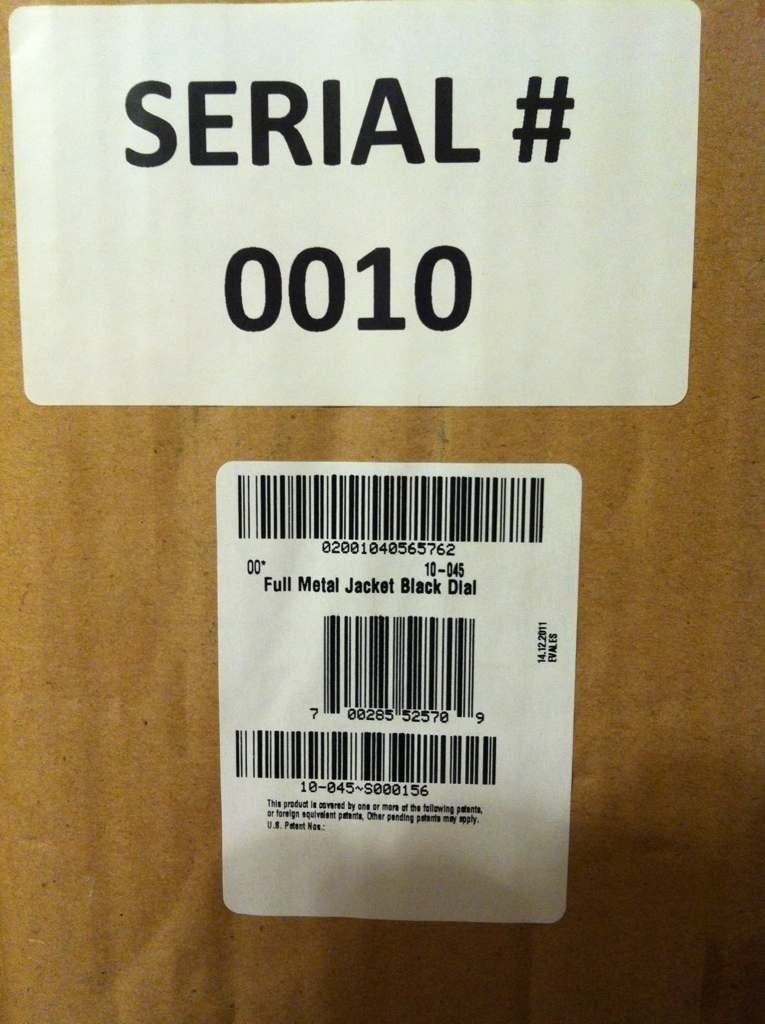 SERIAL #
0010
02001040565762
00* 10-045
Full Metal Jacket Black Dial
14.12.2011
EVALES
7 00285 52570 9
10-045~S000156
This product is covered by one or more of the following patents,
or foreign equivalent patents, Other pending patents may apply.
U.S. Patent Nos.: